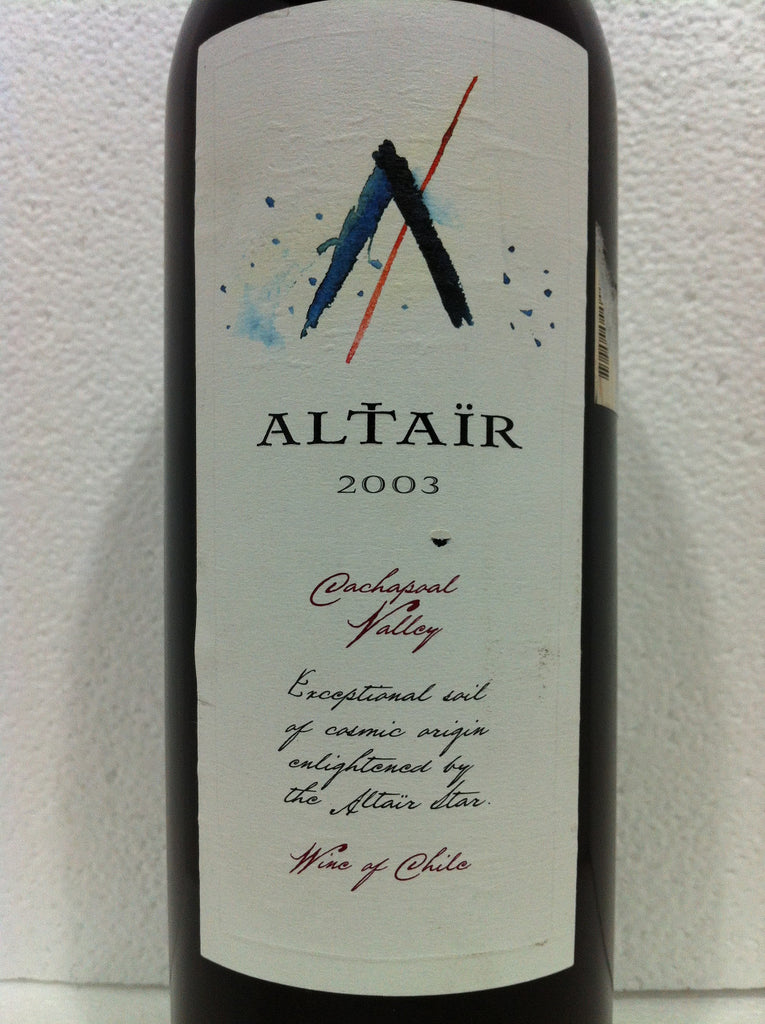 ALTAÏR
2003
Cachapoal
Valley
Exceptional soil
of cosmic origin
enlightened by
the Altaïr Star.
Wine of Chile